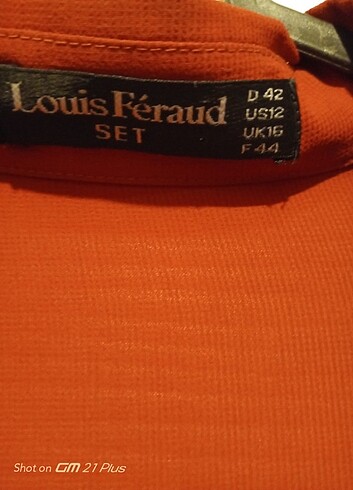 Louis Féraud
SET
D 42
US12
UK16
F 44
Shot on GM 21 Plus